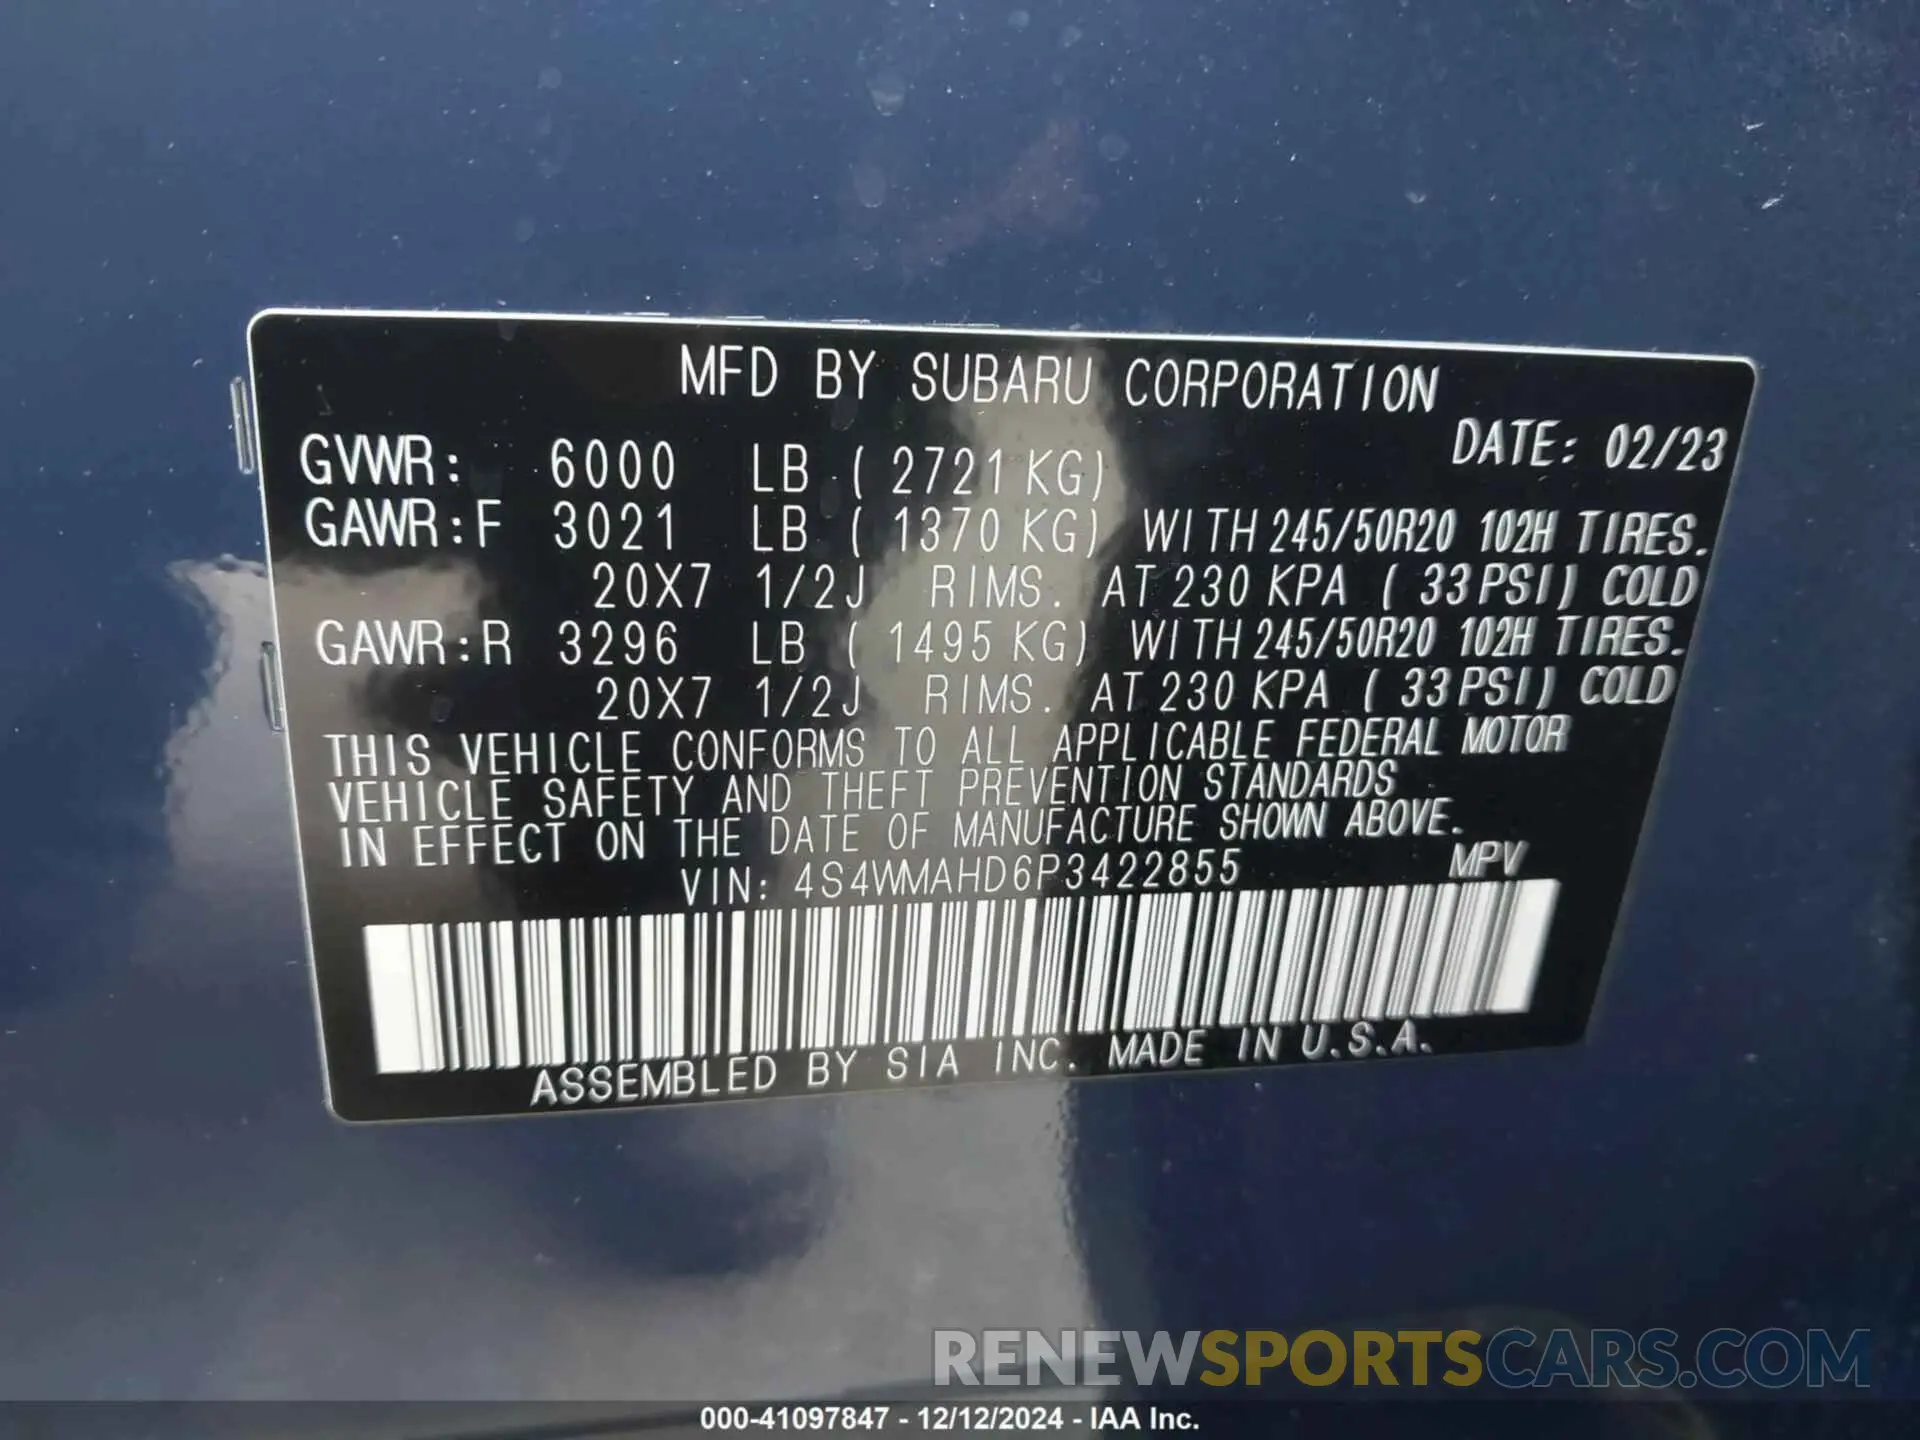 MFD BY SUBARU CORPORATION
DATE: 02/23
GVWR: 6000 LB ( 2721 KG)
GAWR:F 3021 LB ( 1370 KG) WITH 245/50R20 102H TIRES.
20X7 1/2J RIMS. AT 230 KPA ( 33 PSI) COLD
GAWR:R 3296 LB ( 1495 KG) WITH 245/50R20 102H TIRES.
20X7 1/2J RIMS. AT 230 KPA ( 33 PSI) COLD
THIS VEHICLE CONFORMS TO ALL APPLICABLE FEDERAL MOTOR
VEHICLE SAFETY AND THEFT PREVENTION STANDARDS
IN EFFECT ON THE DATE OF MANUFACTURE SHOWN ABOVE.
VIN: 4S4WMAHD6P3422855 MPV
ASSEMBLED BY SIA INC. MADE IN U.S.A.
RENEWSPORTSCARS.COM
000-41097847 - 12/12/2024 - IAA Inc.